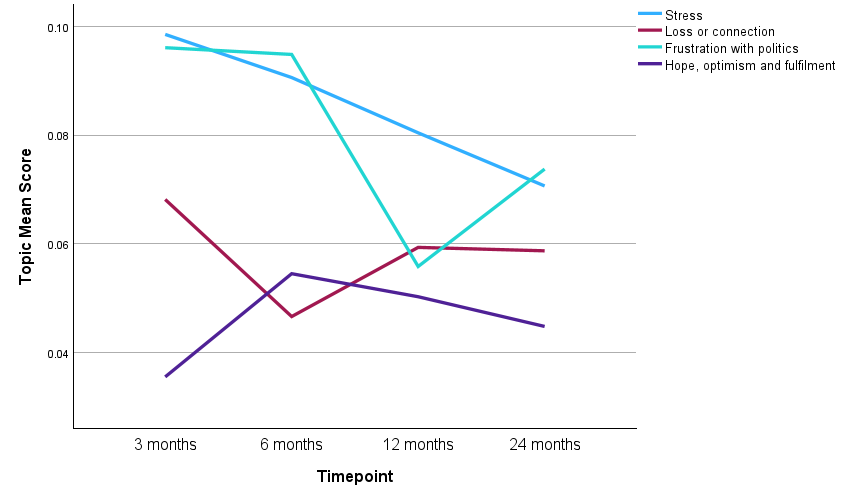 Stress
Loss or connection
Frustration with politics
Hope, optimism and fulfilment
0.10
0.08
0.06
0.04
Topic Mean Score
3 months
6 months
12 months
24 months
Timepoint